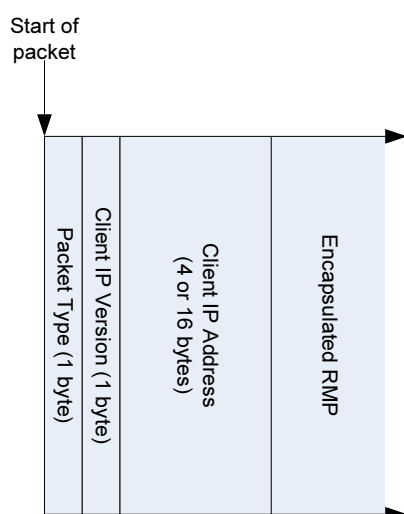 Start of
packet
Packet Type (1 byte)
Client IP Version (1 byte)
Client IP Address
(4 or 16 bytes)
Encapsulated RMP